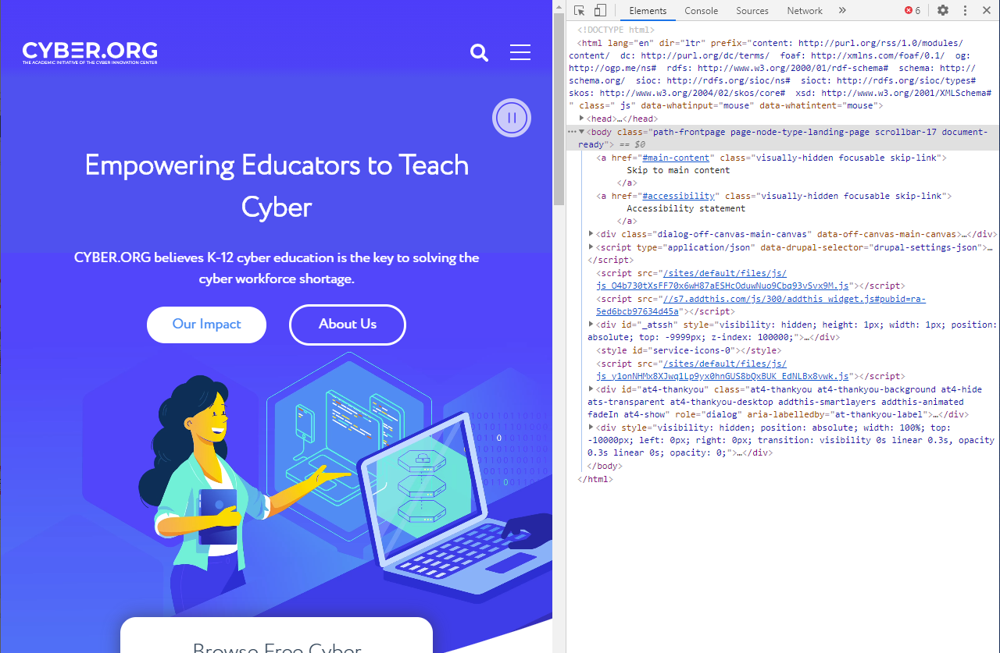 CYBER.ORG
THE ACADEMIC INITIATIVE OF THE CYBER INNOVATION CENTER
Empowering Educators to Teach
Cyber
CYBER.ORG believes K-12 cyber education is the key to solving the
cyber workforce shortage.
Our Impact
About Us
Browse Free Cyber
Elements
Console
Sources
Network
6
<!DOCTYPE html>
<html lang="en" dir="ltr" prefix="content: http://purl.org/rss/1.0/modules/
content/  dc: http://purl.org/dc/terms/  foaf: http://xmlns.com/foaf/0.1/  og:
http://ogp.me/ns#  rdfs: http://www.w3.org/2000/01/rdf-schema#  schema: http://
schema.org/  sioc: http://rdfs.org/sioc/ns#  sioct: http://rdfs.org/sioc/types#
skos: http://www.w3.org/2004/02/skos/core#  xsd: http://www.w3.org/2001/XMLSchema#
" class=" js" data-whatinput="mouse" data-whatintent="mouse">
<head>…</head>
<body class="path-frontpage page-node-type-landing-page scrollbar-17 document-
ready"> == $0
<a href="#main-content" class="visually-hidden focusable skip-link">
Skip to main content
</a>
<a href="#accessibility" class="visually-hidden focusable skip-link">
Accessibility statement
</a>
<div class="dialog-off-canvas-main-canvas" data-off-canvas-main-canvas>…</div>
<script type="application/json" data-drupal-selector="drupal-settings-json">…
</script>
<script src="/sites/default/files/js/
js_O4b730tXsFF70x6wH87aESHcOduwNuo9Cbq93vSvx9M.js"></script>
<script src="//s7.addthis.com/js/300/addthis_widget.js#pubid=ra-
5ed6bcb97634d45a"></script>
<div id="_atssh" style="visibility: hidden; height: 1px; width: 1px; position:
absolute; top: -9999px; z-index: 100000;">…</div>
<style id="service-icons-0"></style>
<script src="/sites/default/files/js/
js_y1onNHMx8XJwq1Lp9yx0hnGUS8bQxBUK_EdNLBx8vwk.js"></script>
<div id="at4-thankyou" class="at4-thankyou at4-thankyou-background at4-hide
ats-transparent at4-thankyou-desktop addthis-smartlayers addthis-animated
fadeIn at4-show" role="dialog" aria-labelledby="at-thankyou-label">…</div>
<div style="visibility: hidden; position: absolute; width: 100%; top:
-10000px; left: 0px; right: 0px; transition: visibility 0s linear 0.3s, opacity
0.3s linear 0s; opacity: 0;">…</div>
</body>
</html>